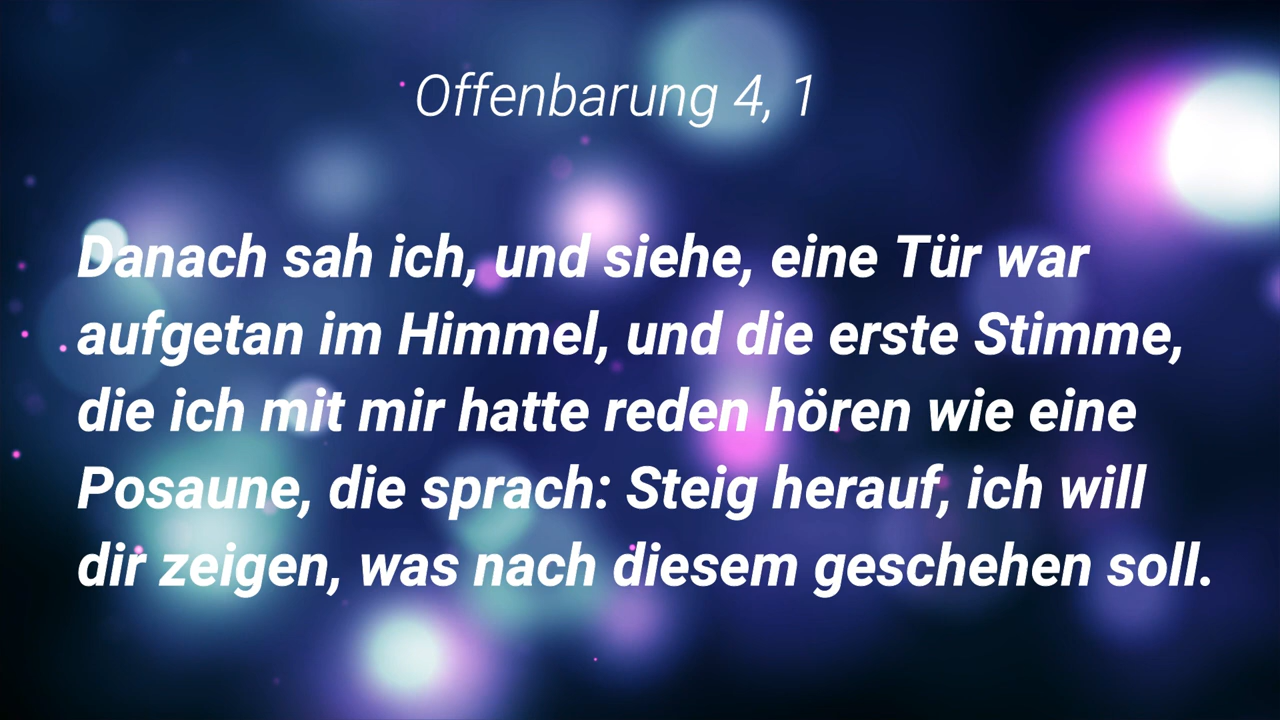 Offenbarung 4, 1
Danach sah ich, und siehe, eine Tür war
aufgetan im Himmel, und die erste Stimme,
die ich mit mir hatte reden hören wie eine
Posaune, die sprach: Steig herauf, ich will
dir zeigen, was nach diesem geschehen soll.